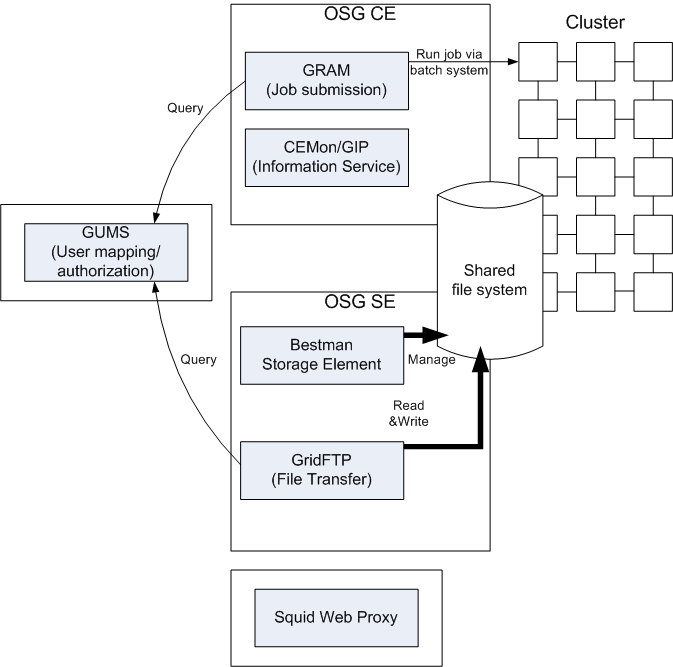 OSG CE
Cluster
GRAM
(Job submission)
Run job via
batch system
Query
CEMon/GIP
(Information Service)
GUMS
(User mapping/
authorization)
Shared
file system
OSG SE
Bestman
Storage Element
Manage
Query
Read
&Write
GridFTP
(File Transfer)
Squid Web Proxy